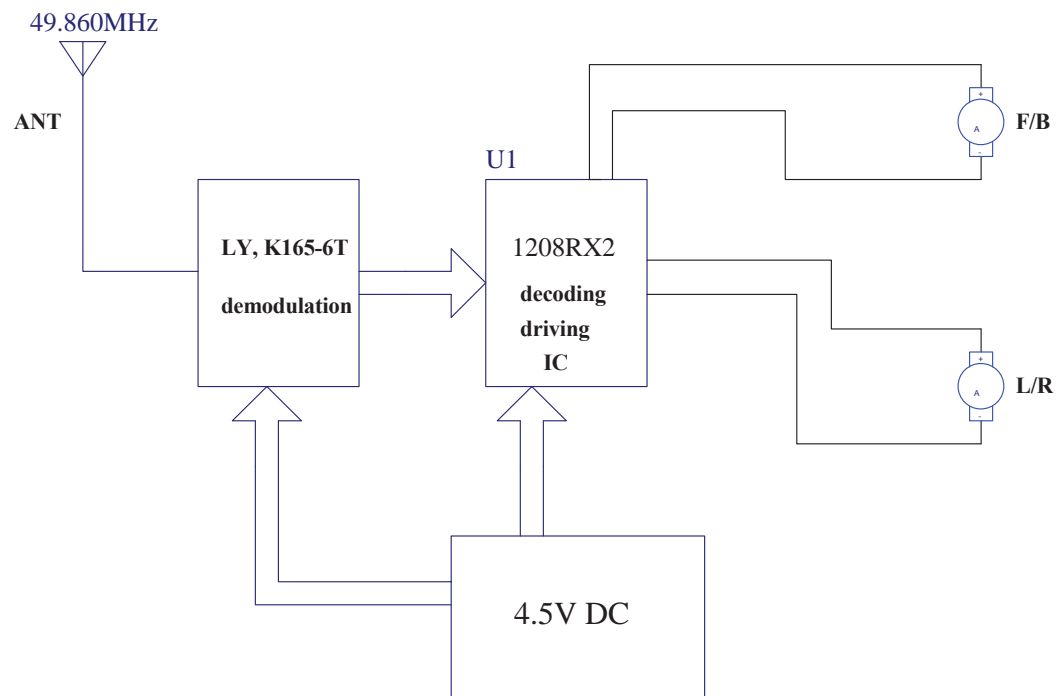 49.860MHz
ANT
LY, K165-6T
demodulation
U1
1208RX2
decoding
driving
IC
+
A
-
F/B
+
A
-
L/R
4.5V DC